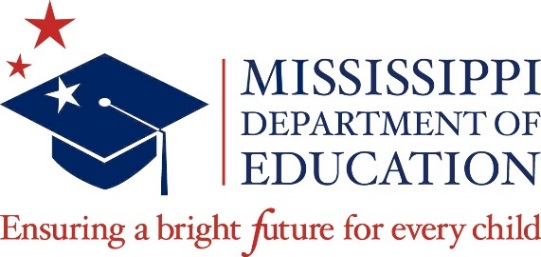 MISSISSIPPI
DEPARTMENT OF
EDUCATION
Ensuring a bright future for every child